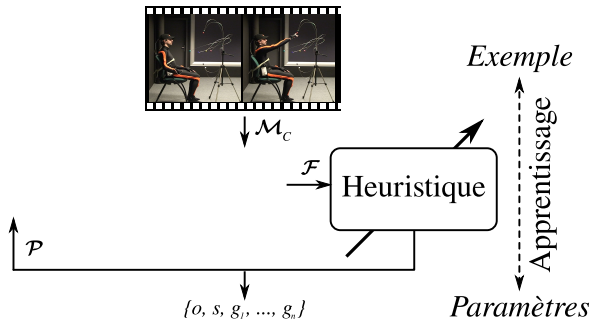 Exemple
ℳC
ℱ
Heuristique
Apprentissage
𝒫
{o, s, g1, ..., gn}
Paramètres